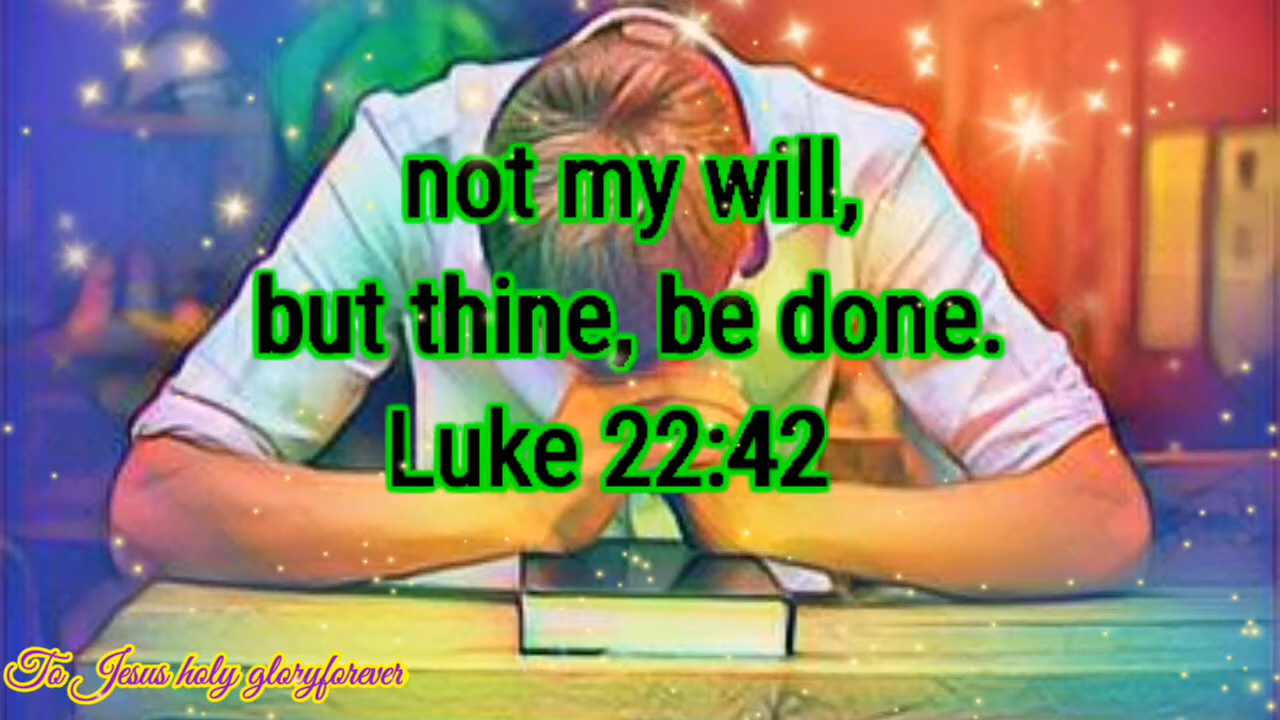 not my will,
but thine, be done.
Luke 22:42
To Jesus holy gloryforever